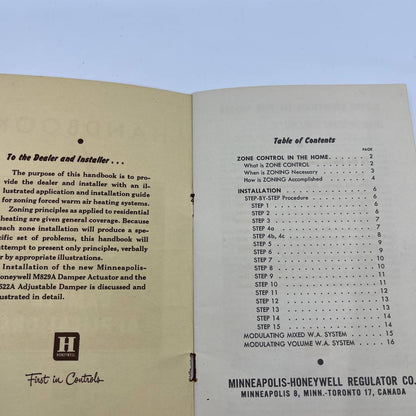 To the Dealer and Installer . . .
The purpose of this handbook is to pro-
vide the dealer and installer with an il-
lustrated application and installation guide
for zoning forced warm air heating systems.
Zoning principles as applied to residential
heating are given general coverage. Because
each zone installation will produce a spe-
cific set of problems, this handbook will
attempt to present only principles, verbally
or by appropriate illustrations.
Installation of the new Minneapolis-
Honeywell M829A Damper Actuator and the
Adjustable Damper is discussed and
illustrated in detail.
H
HONEYWELL
First in Controls
Table of Contents
PAGE
ZONE CONTROL IN THE HOME 2
What is ZONE CONTROL 2
When is ZONING Necessary 3
How is ZONING Accomplished 4
INSTALLATION 6
STEP-BY-STEP Procedure 6
STEP 1 6
STEP 2 6
STEP 3 7
STEP 4a 7
STEP 4b, 4c 8
STEP 5 8
STEP 6 9
STEP 7 9
STEP 8 9
STEP 9 10
STEP 10 11
STEP 11 12
STEP 12 13
STEP 13 13
STEP 14 14
STEP 15 14
MODULATING MIXED W.A. SYSTEM 15
MODULATING VOLUME W.A. SYSTEM 16
MINNEAPOLIS-HONEYWELL REGULATOR CO.
MINNEAPOLIS 8, MINN.-TORONTO 17, CANADA